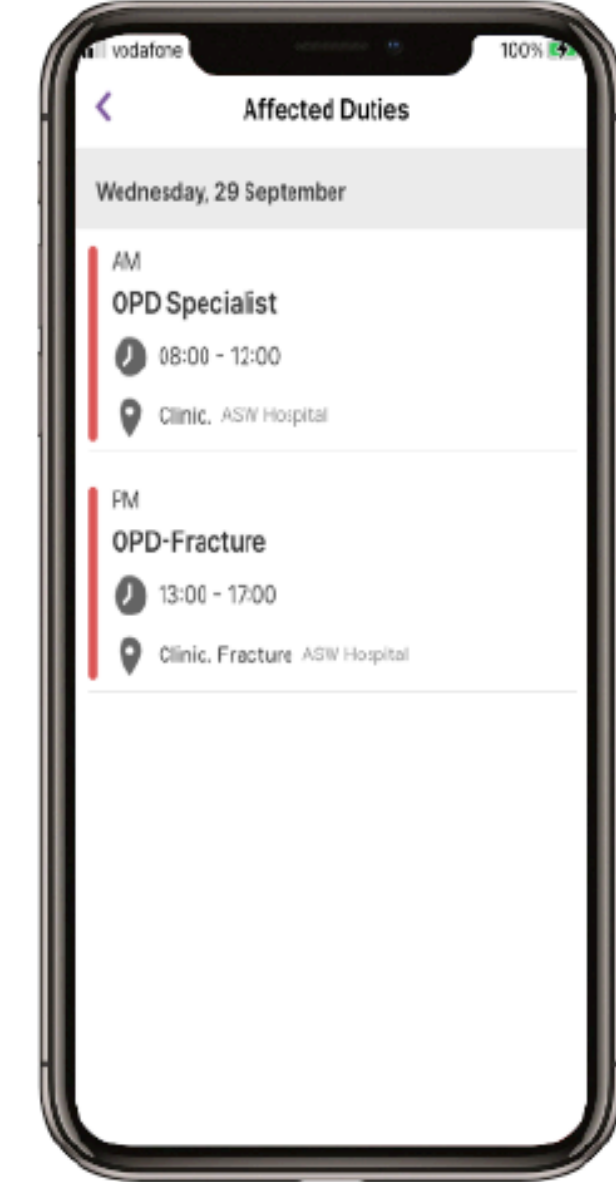 vodafone
100%
Affected Duties
Wednesday, 29 September
AM
OPD Specialist
08:00 - 12:00
Clinic. ASW Hospital
PM
OPD-Fracture
13:00 - 17:00
Clinic. Fracture ASW Hospital